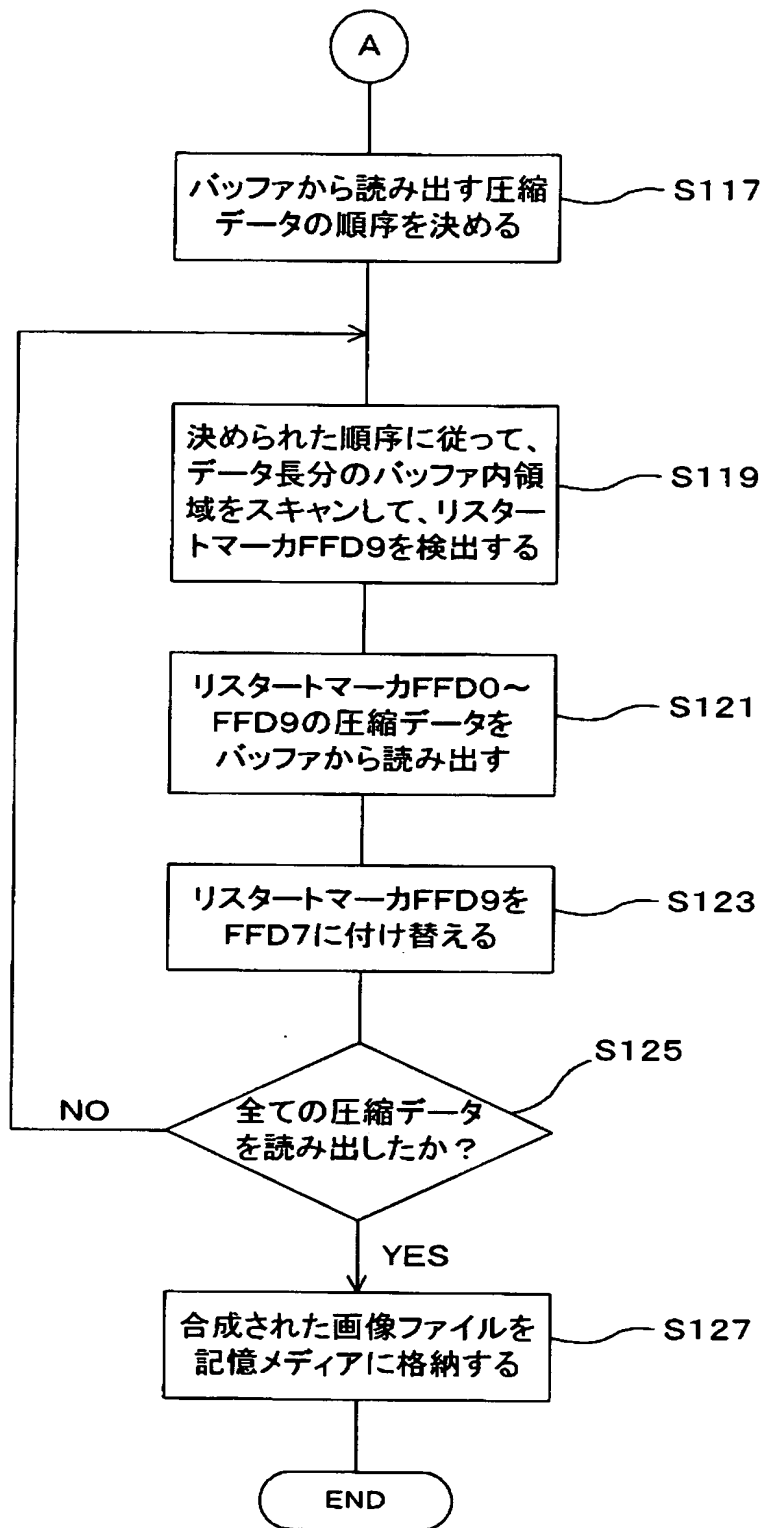 A
バッファから読み出す圧縮
データの順序を決める
S117
決められた順序に従って、
データ長分のバッファ内領
域をスキャンして、リスター
トマーカFFD9を検出する
S119
リスタートマーカFFD0〜
FFD9の圧縮データを
バッファから読み出す
S121
リスタートマーカFFD9を
FFD7に付け替える
S123
S125
全ての圧縮データ
を読み出したか?
NO
YES
合成された画像ファイルを
記憶メディアに格納する
S127
END